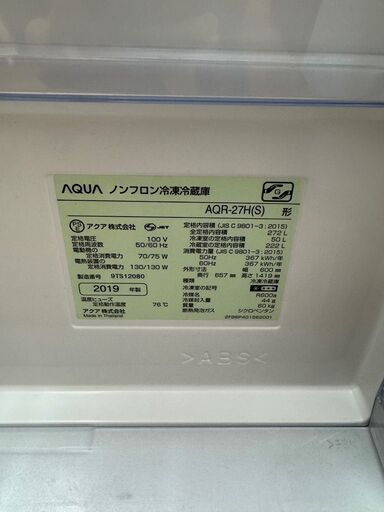 AQUA ノンフロン冷凍冷蔵庫
AQR-27H(S) 形
アクア株式会社 JET
定格電圧 100 V
定格周波数 50/60 Hz
電動機の
定格消費電力 70/75 W
電熱装置の
定格消費電力 130/130 W
製造番号 9TS12080
2019 年製
温度ヒューズ
定格動作温度 76℃
アクア株式会社
Made in Thailand
定格内容積(JIS C 9801-3:2015)
全定格内容積 272 L
冷凍室の定格内容積 50 L
冷蔵室の定格内容積 222 L
消費電力量(JIS C 9801-3:2015)
50Hz 367 kWh/年
60Hz 367 kWh/年
外形寸法 幅 600 mm
奥行 657 mm 高さ 1419 mm
種類 冷凍冷蔵庫
冷凍室の記号
冷媒 R600a
冷媒封入量 44 g
質量 60 kg
断熱発泡ガス シクロペンタン
>ABS<